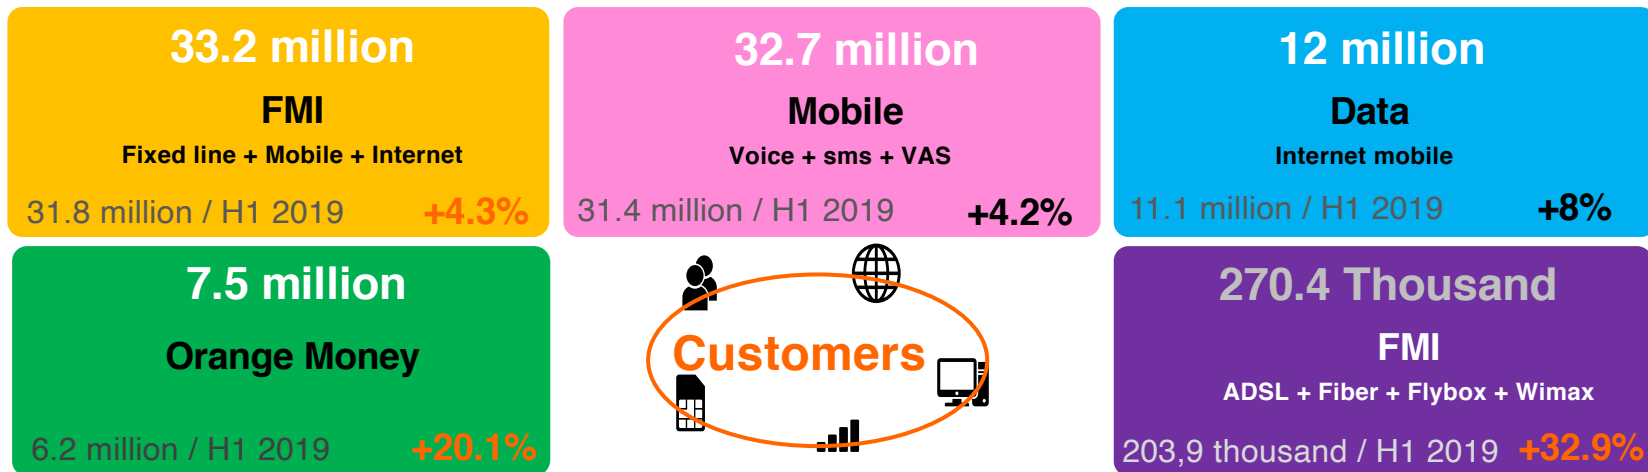 33.2 million
FMI
Fixed line + Mobile + Internet
31.8 million / H1 2019 +4.3%
32.7 million
Mobile
Voice + sms + VAS
31.4 million / H1 2019 +4.2%
12 million
Data
Internet mobile
11.1 million / H1 2019 +8%
7.5 million
Orange Money
6.2 million / H1 2019 +20.1%
Customers
270.4 Thousand
FMI
ADSL + Fiber + Flybox + Wimax
203,9 thousand / H1 2019 +32.9%